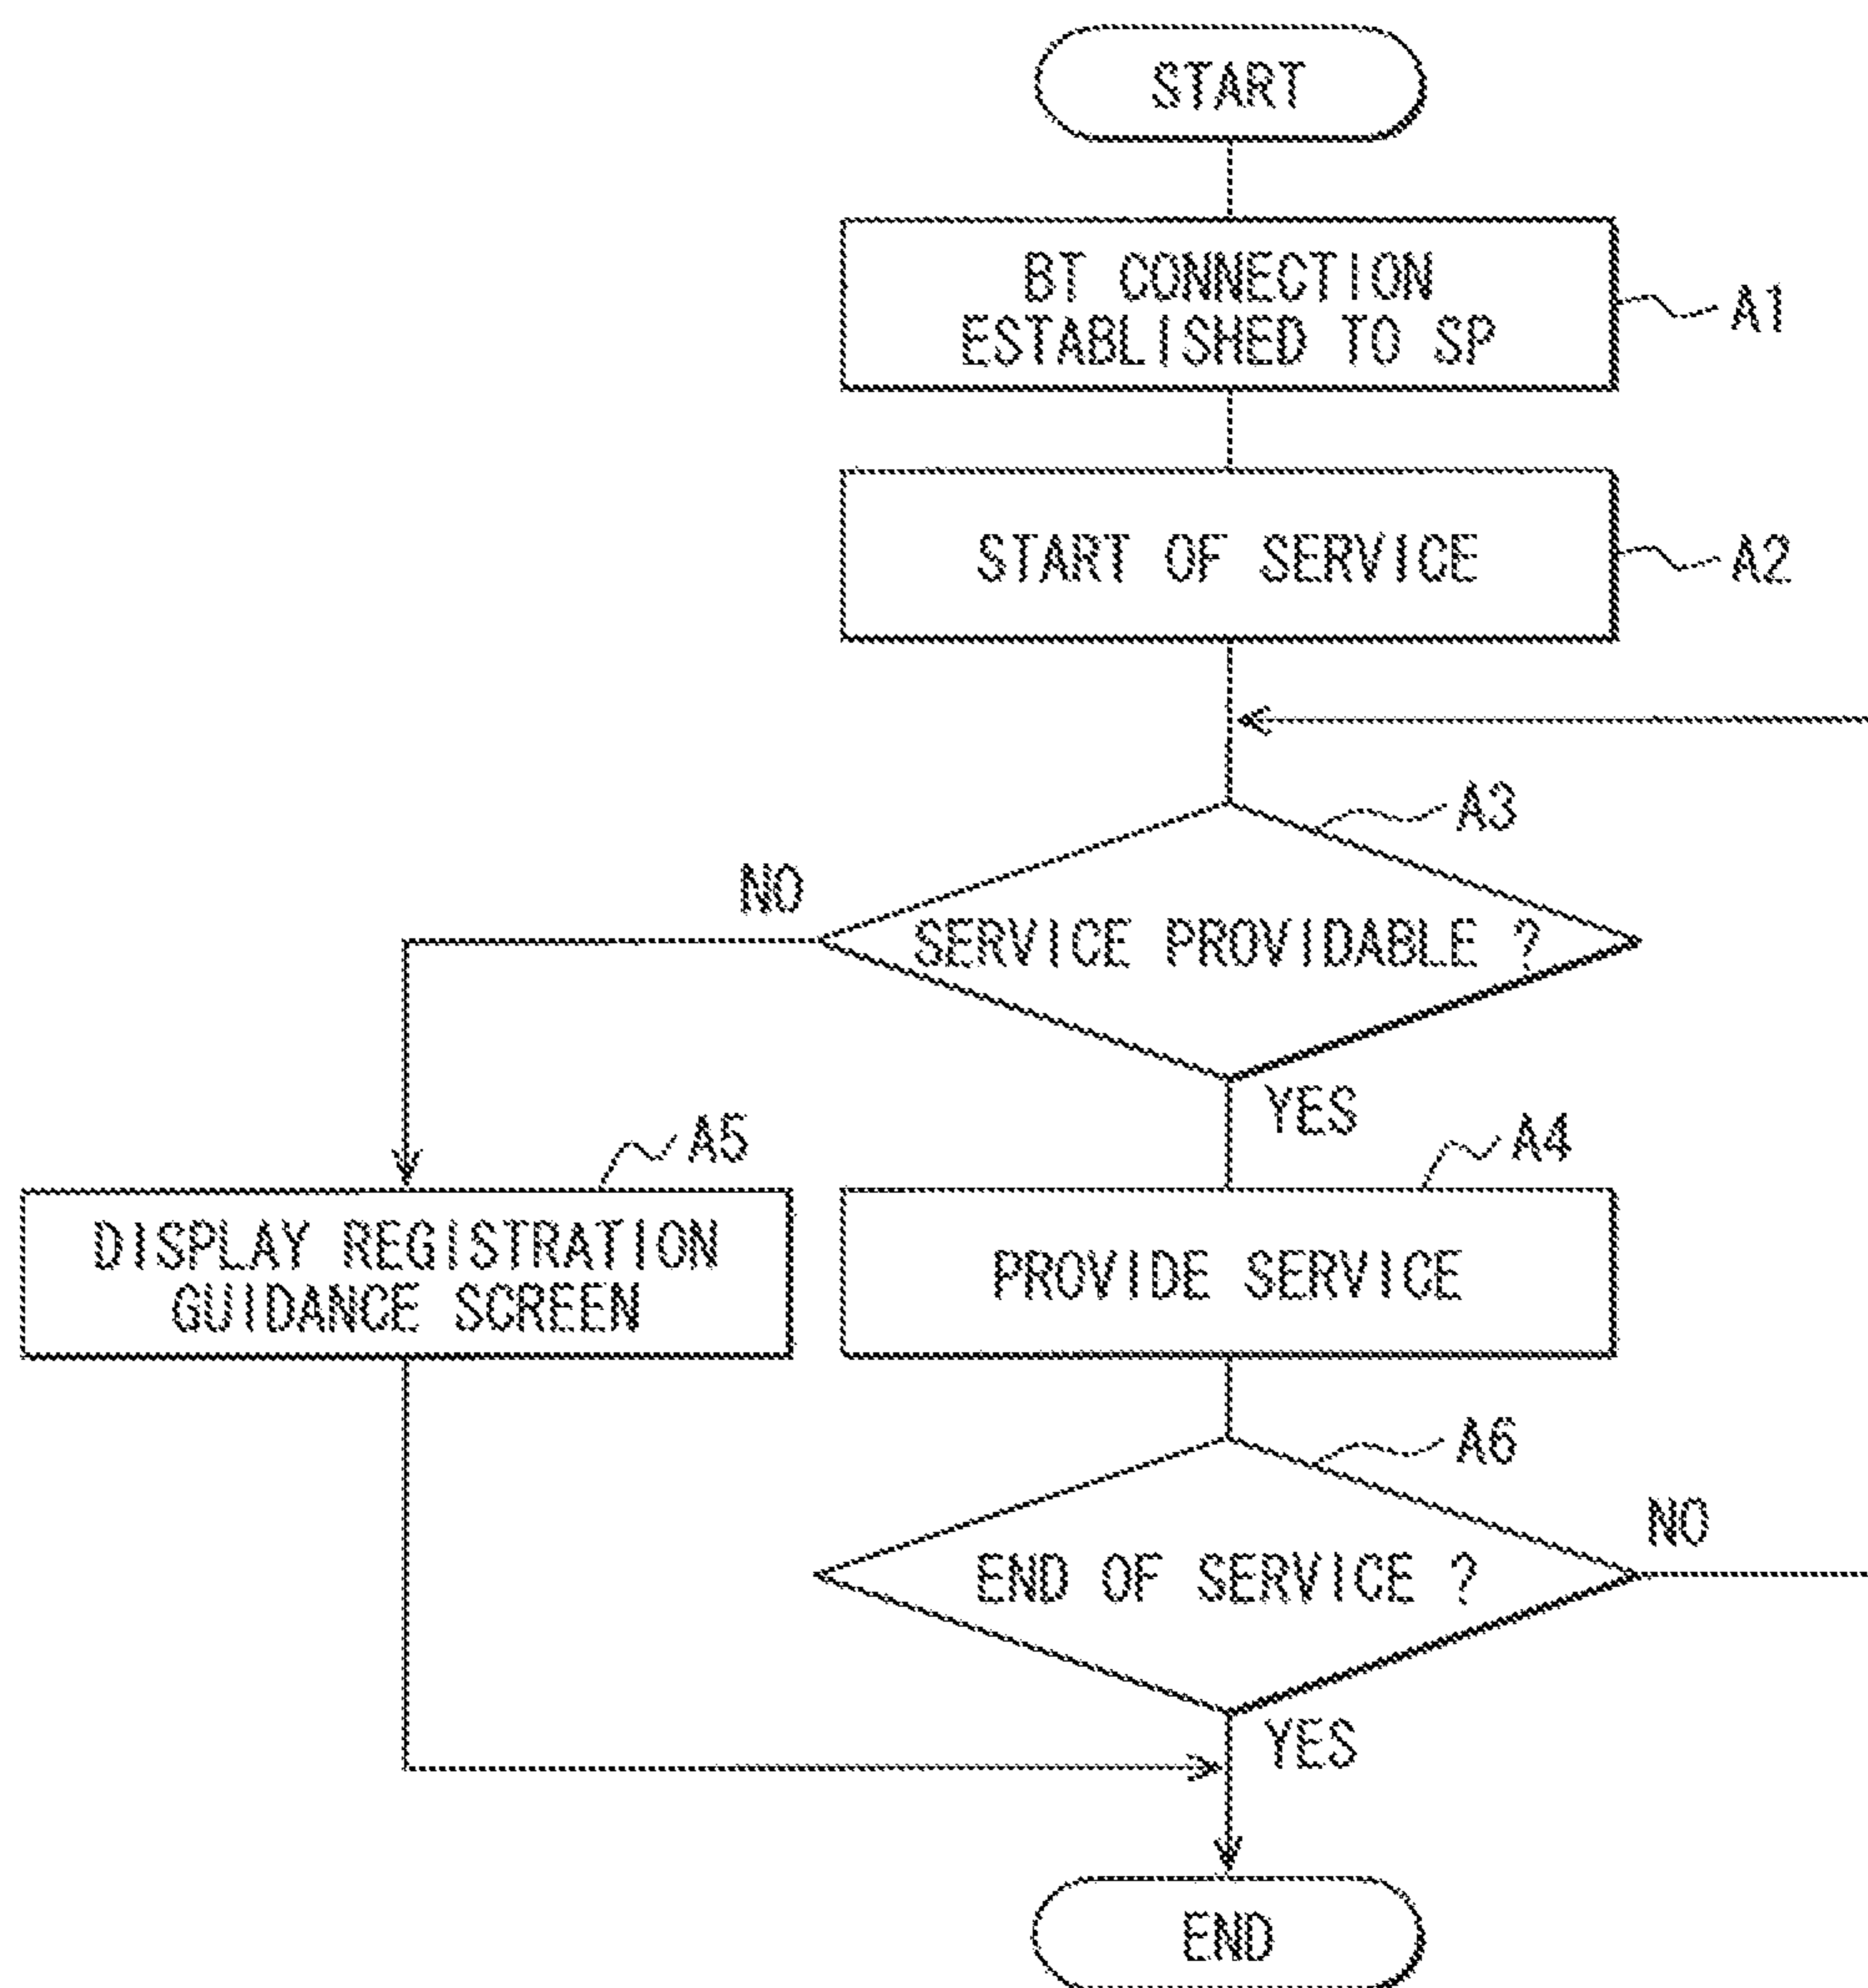 START
BT CONNECTION
ESTABLISHED TO SP
A1
START OF SERVICE
A2
A3
NO
SERVICE PROVIDABLE ?
YES
A5
A4
DISPLAY REGISTRATION
GUIDANCE SCREEN
PROVIDE SERVICE
A6
NO
END OF SERVICE ?
YES
END